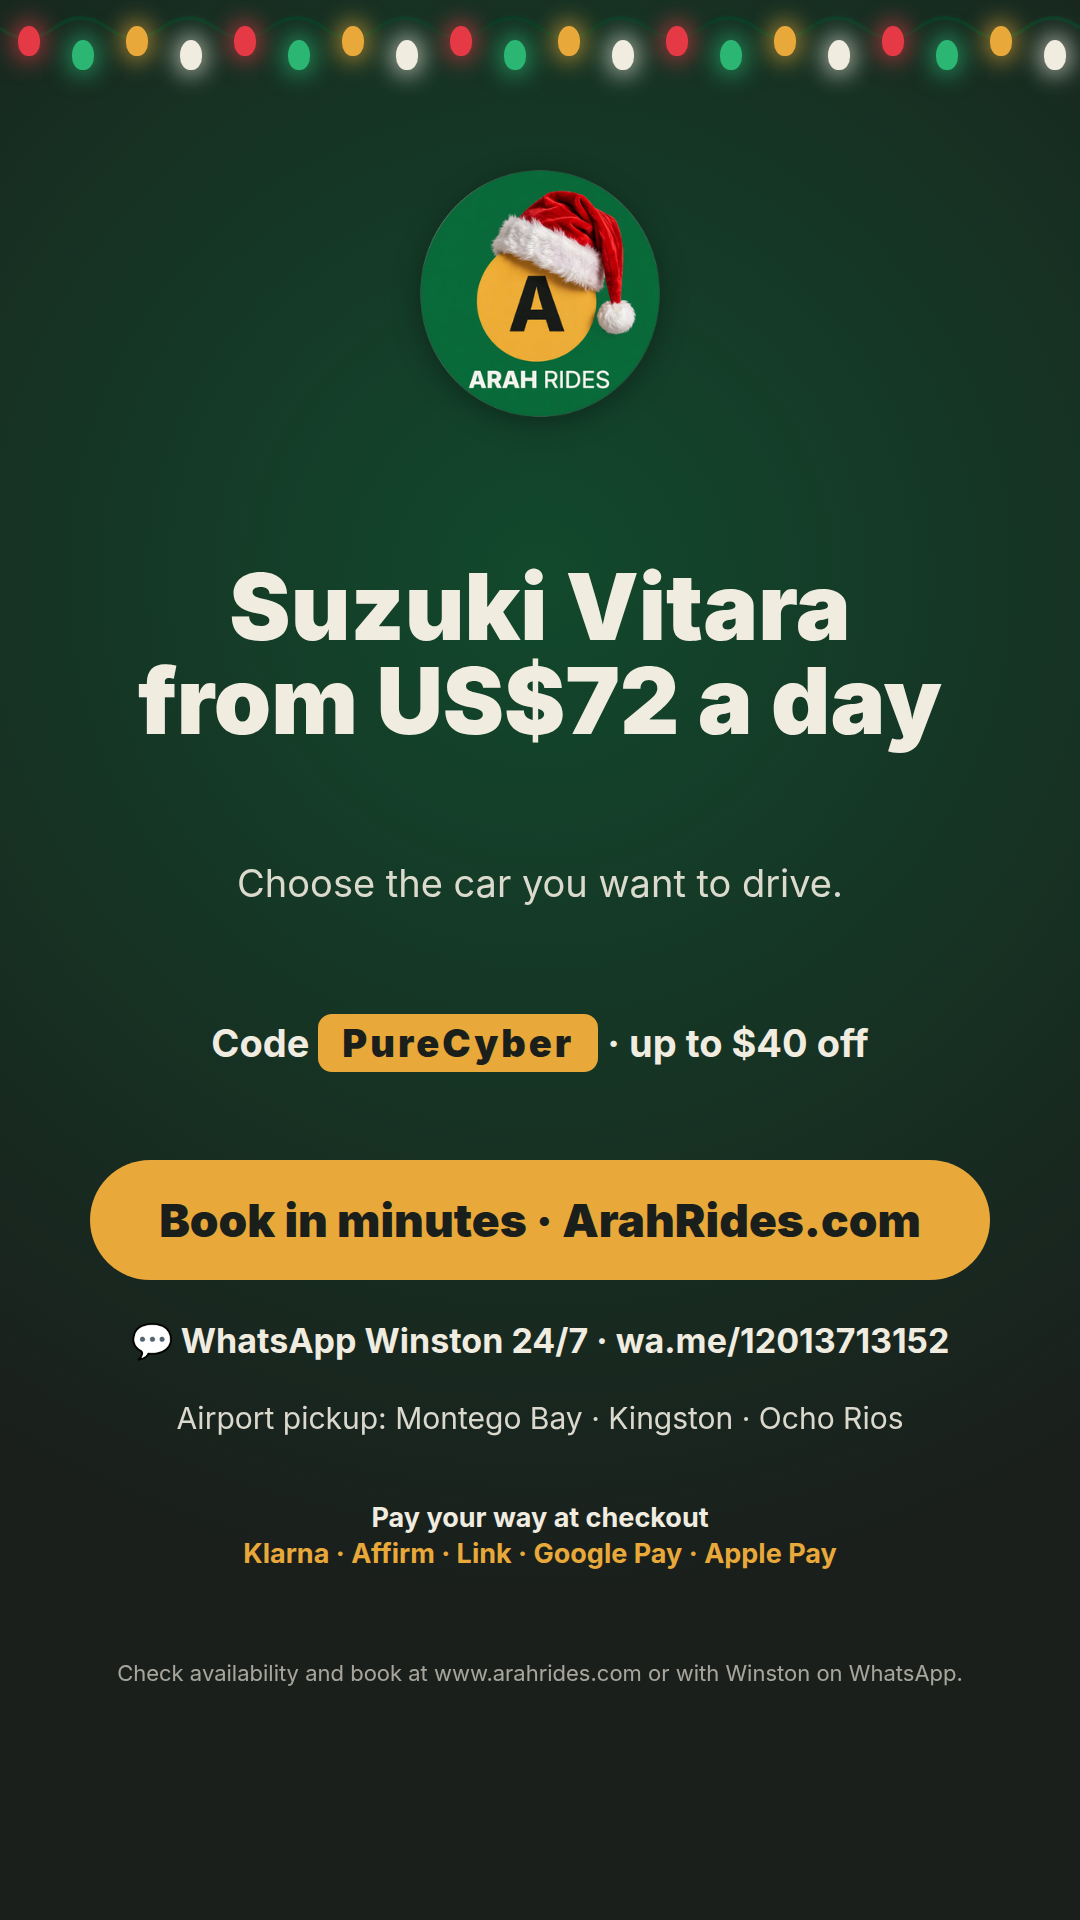 A
ARAH RIDES
Suzuki Vitara
from US$72 a day
Choose the car you want to drive.
Code PureCyber · up to $40 off
Book in minutes · ArahRides.com
💬 WhatsApp Winston 24/7 · wa.me/12013713152
Airport pickup: Montego Bay · Kingston · Ocho Rios
Pay your way at checkout
Klarna · Affirm · Link · Google Pay · Apple Pay
Check availability and book at www.arahrides.com or with Winston on WhatsApp.